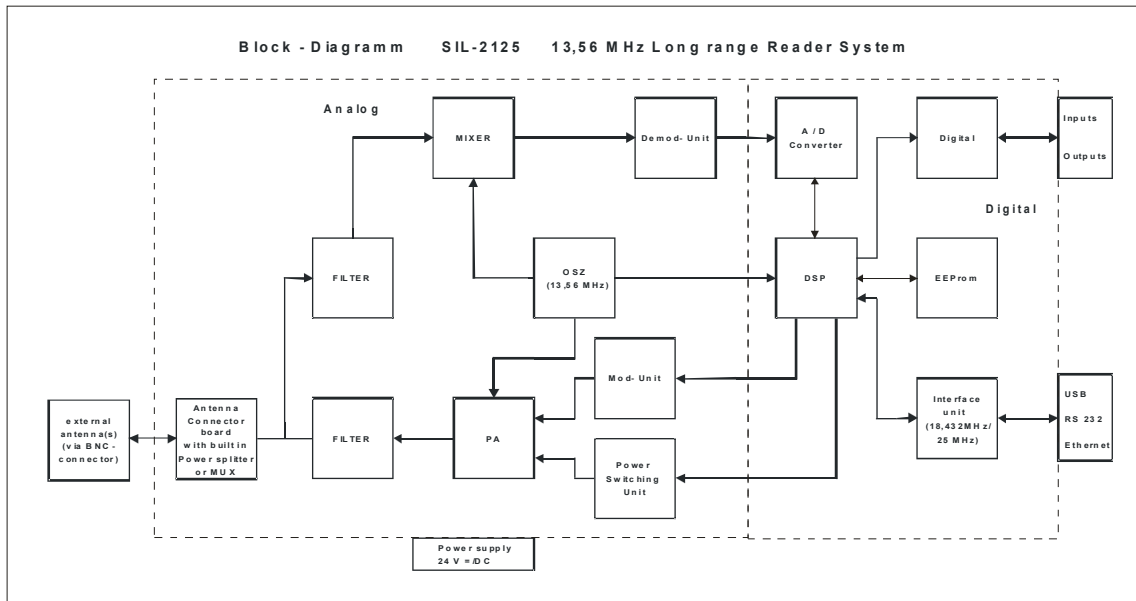 Block - Diagramm SIL-2125 13,56 MHz Long range Reader System
Analog
MIXER
Demod- Unit
A / D
Converter
Digital
Inputs
Outputs
Digital
FILTER
OSZ
(13,56 MHz)
DSP
EEProm
Mod- Unit
external
antenna(s)
(via BNC-
connector)
Antenna
Connector
board
with built in
Power splitter
or MUX
FILTER
PA
Power
Switching
Unit
Interface
unit
(18,432MHz/
25 MHz)
USB
RS 232
Ethernet
Power supply
24 V =/DC